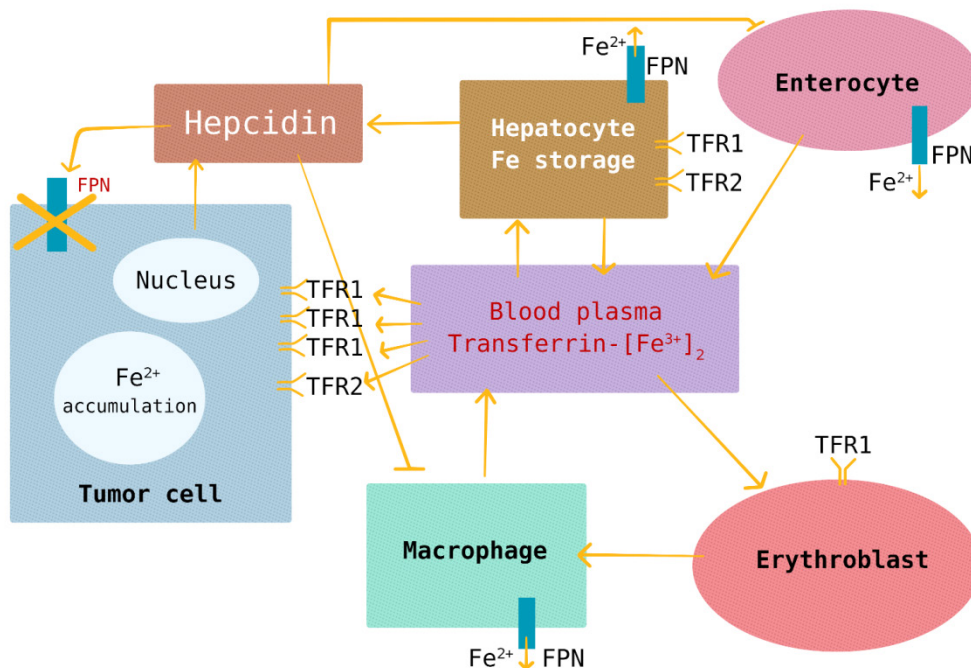 Fe²⁺
FPN
Enterocyte
FPN
Fe²⁺
Hepcidin
Hepatocyte
Fe storage
TFR1
TFR2
FPN
Nucleus
TFR1
TFR1
TFR1
TFR2
Fe²⁺
accumulation
Tumor cell
Blood plasma
Transferrin-[Fe³⁺]₂
TFR1
Erythroblast
Macrophage
Fe²⁺ FPN